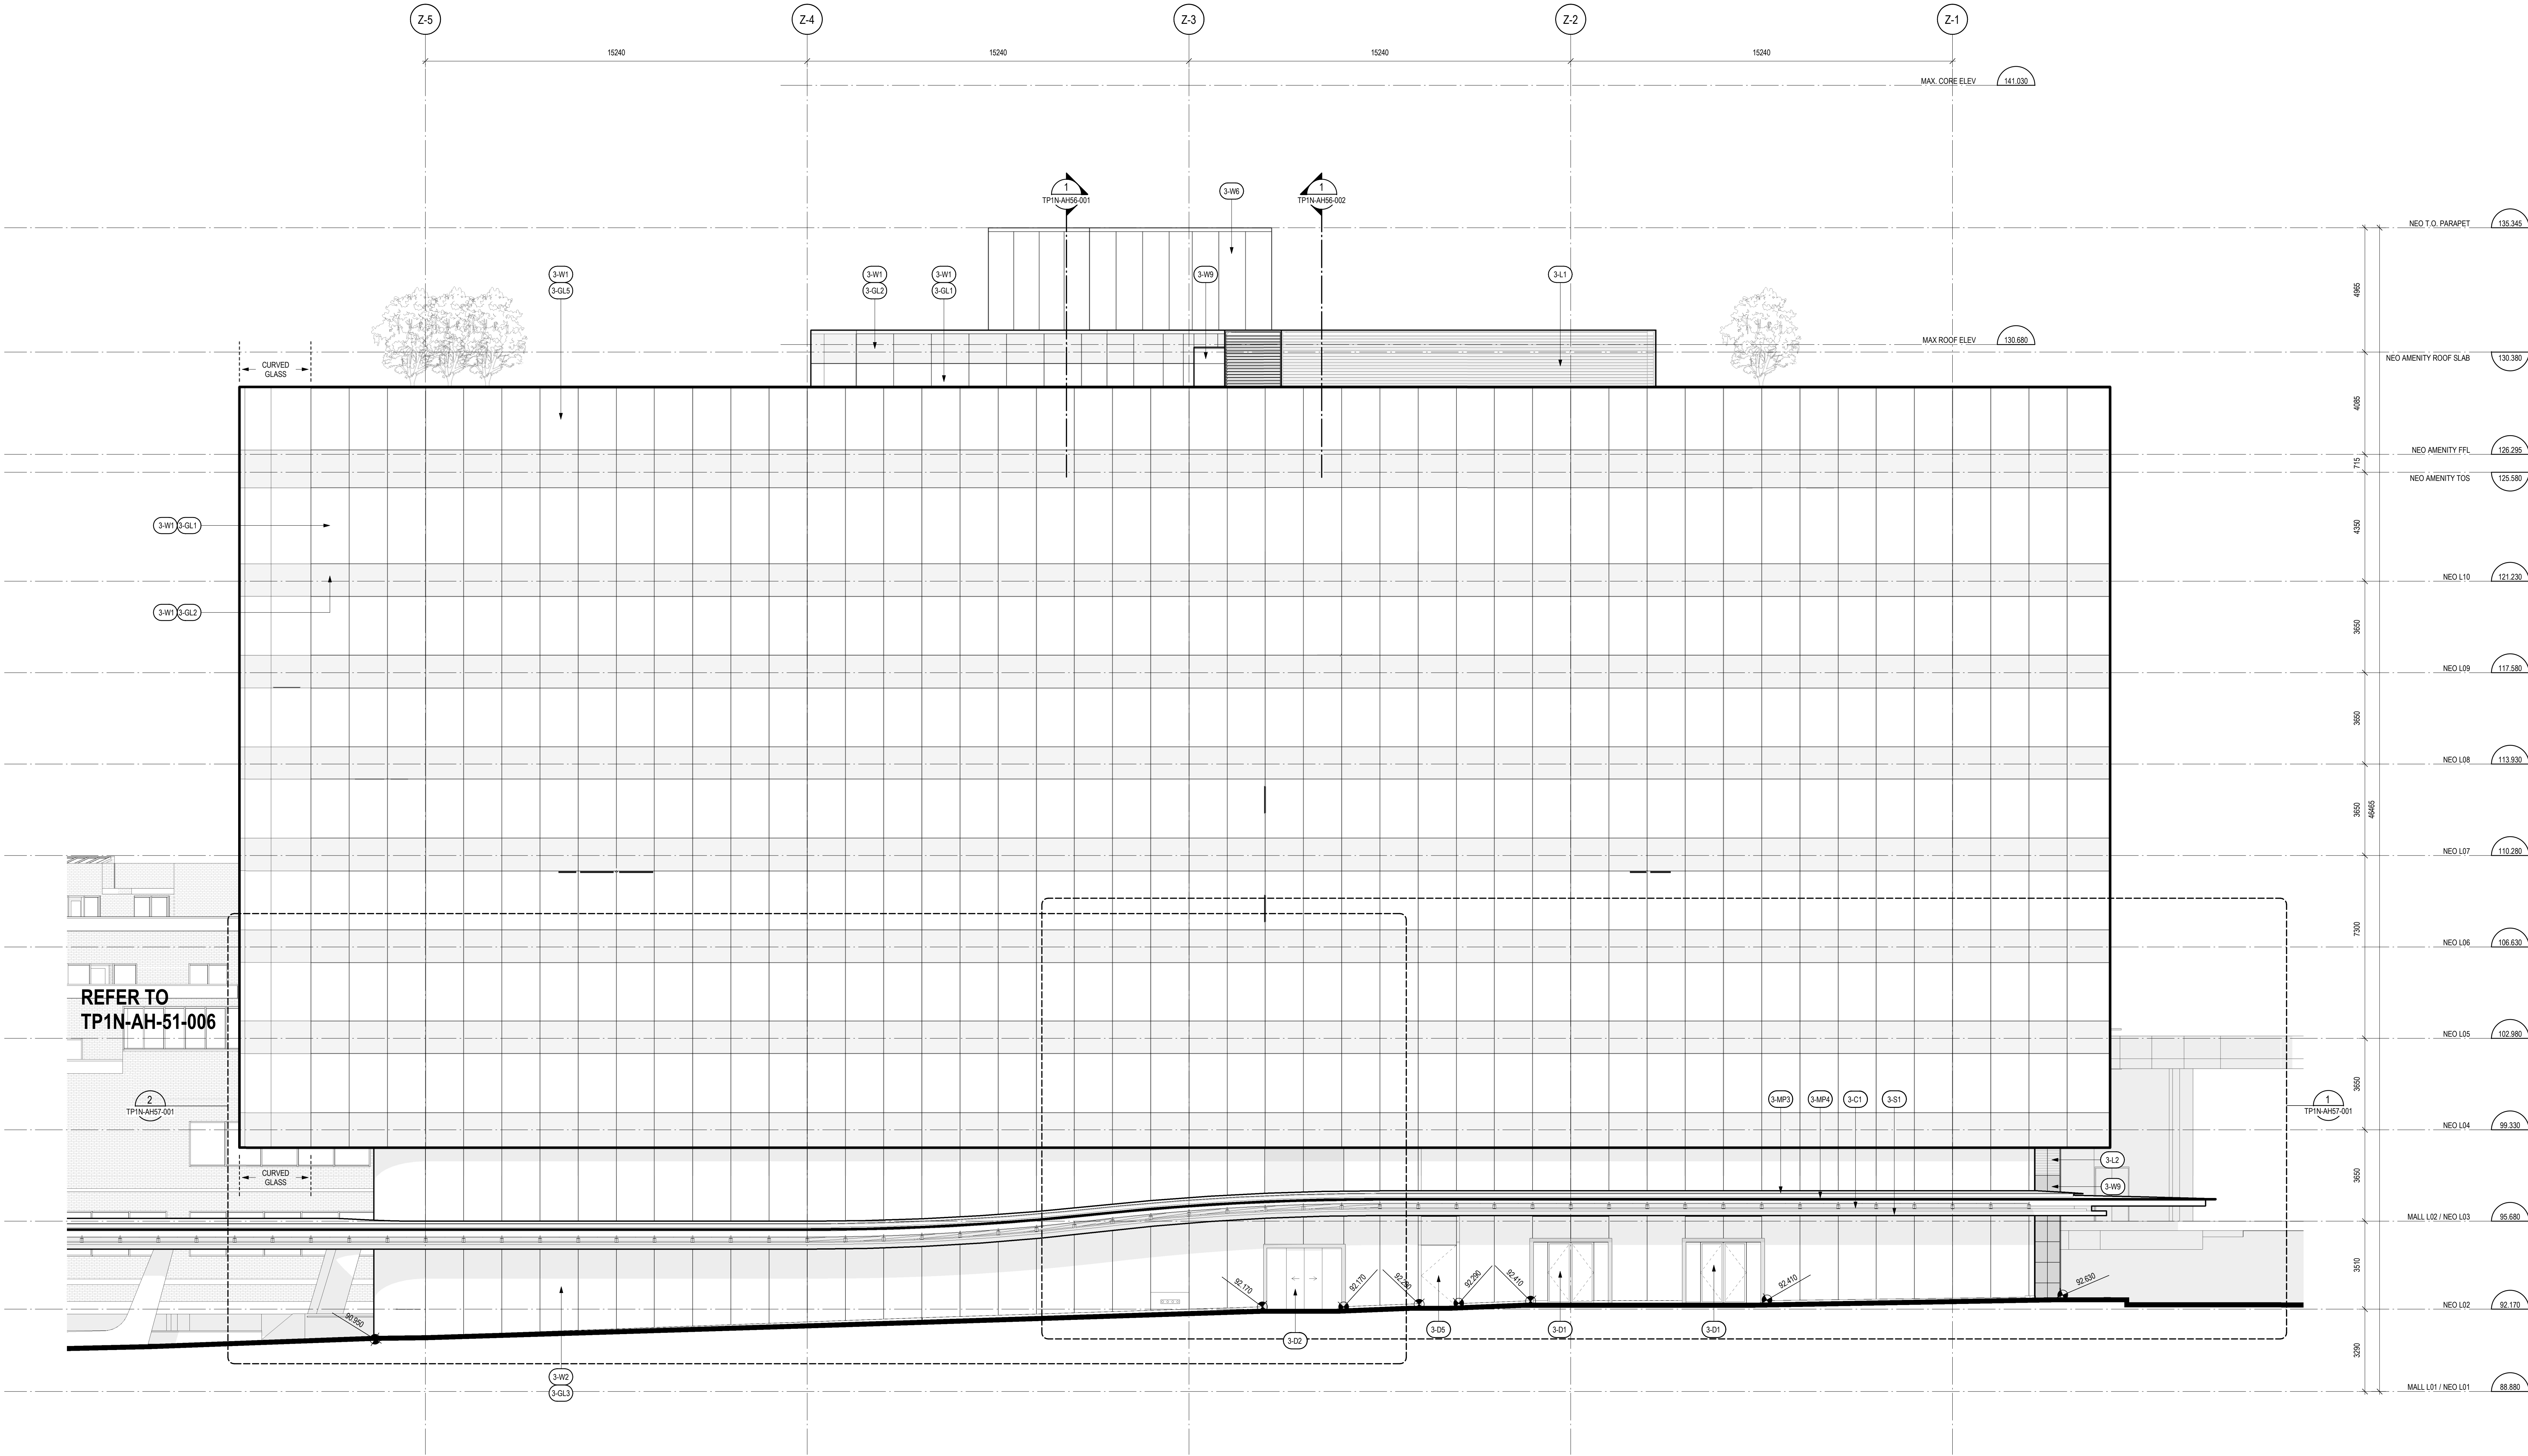 Z-5
Z-4
Z-3
Z-2
Z-1
15240
15240
15240
15240
MAX. CORE ELEV
141.030
1
TP1N-AH56-001
1
TP1N-AH56-002
3-W6
NEO T.O. PARAPET
135.345
3-W1
3-GL5
3-W1
3-GL2
3-W1
3-GL1
3-W9
3-L1
4965
MAX ROOF ELEV
130.680
NEO AMENITY ROOF SLAB
130.380
CURVED
GLASS
4085
NEO AMENITY FFL
126.295
715
NEO AMENITY TOS
125.580
3-W1
3-GL1
4350
NEO L10
121.230
3-W1
3-GL2
3650
NEO L09
117.580
3650
NEO L08
113.930
3650
46465
NEO L07
110.280
7300
NEO L06
106.630
REFER TO
TP1N-AH-51-006
NEO L05
102.980
3650
2
TP1N-AH57-001
3-MP3
3-MP4
3-C1
3-S1
1
TP1N-AH57-001
NEO L04
99.330
CURVED
GLASS
3-L2
3-W9
3650
MALL L02 / NEO L03
95.680
3510
92.170
92.170
92.290
92.290
92.410
92.410
92.630
NEO L02
92.170
90.950
3-D2
3-D5
3-D1
3-D1
3290
3-W2
3-GL3
MALL L01 / NEO L01
88.880